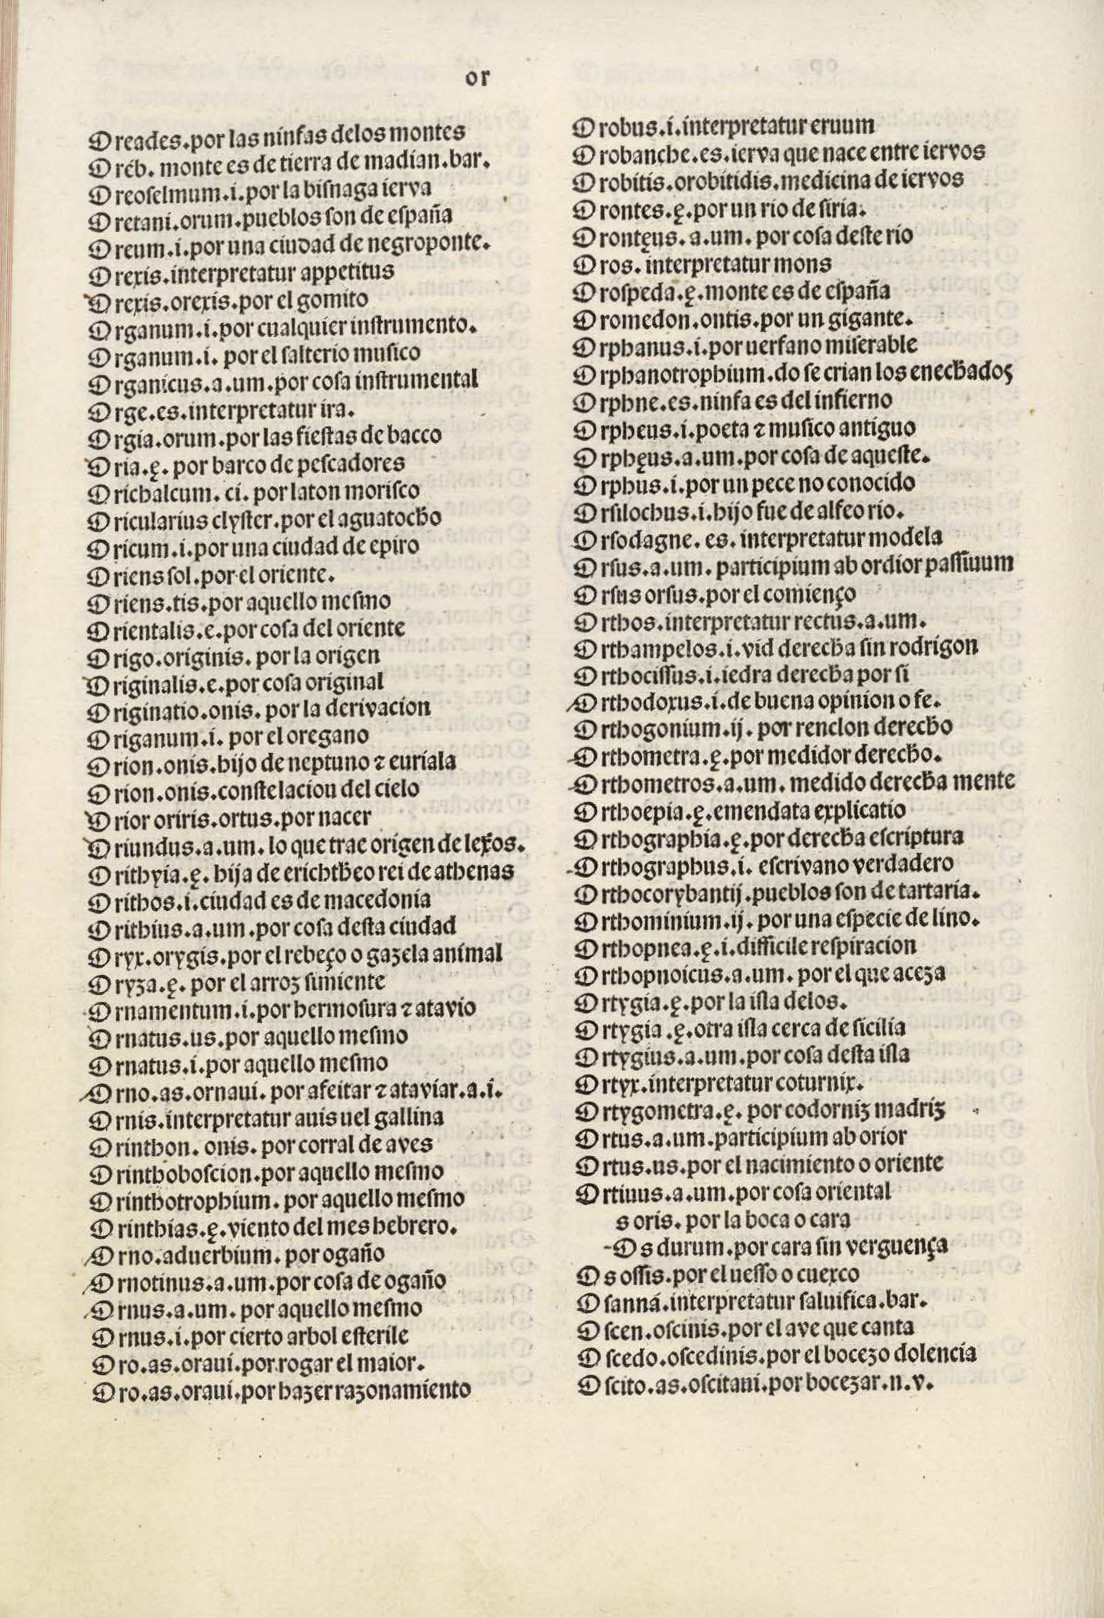 or
Oreades.por las ninfas delos montes
Oreb. monte es de tierra de madian.bar.
Oreoselmum.i.por la bisnaga ierva
Oretani.orum.pueblos son de españa
Oreum.i.por una ciudad de negroponte.
Orexis.interpretatur appetitus
Orexis.orexis.por el gomito
Organum.i.por cualquier instrumento.
Organum.i. por el salterio musico
Organicus.a.um.por cosa instrumental
Orge.es.interpretatur ira.
Orgia.orum.por las fiestas de bacco
Oria.ę. por barco de pescadores
Orichalcum. ci. por laton morisco
Oricularius clyster.por el aguatocho
Oricum.i.por una ciudad de epiro
Oriens sol.por el oriente.
Oriens.tis.por aquello mesmo
Orientalis.e.por cosa del oriente
Origo.originis. por la origen
Originalis.e.por cosa original
Originatio.onis. por la derivacion
Origanum.i. por el oregano
Orion.onis.hijo de neptuno ⁊ euriala
Orion.onis.constelaciou del cielo
Orior oriris.ortus.por nacer
Oriundus.a.um.lo que trae origen de lexos.
Orithyia.ę. hija de erichtheo rei de athenas
Orithos.i.ciudad es de macedonia
Orithius.a.um.por cosa desta ciudad
Oryx.orygis.por el rebeço o gazela animal
Oryza.ę. por el arroz simiente
Ornamentum.i.por hermosura ⁊ atavio
Ornatus.us.por aquello mesmo
Ornatus.i.por aquello mesmo
Orno.as.ornaui.por afeitar ⁊ ataviar.a.i.
Ornis.interpretatur auis uel gallina
Orinthon. onis. por corral de aves
Orinthoboscion.por aquello mesmo
Orinthotrophium. por aquello mesmo
Orinthias.ę.viento del mes hebrero.
Orno.aduerbium. por ogaño
Ornotinus.a.um.por cosa de ogaño
Ornus.a.um. por aquello mesmo
Ornus.i.por cierto arbol esterile
Oro.as.oraui.por.rogar el maior.
Oro.as.oraui.por hazer razonamiento
Orobus.i.interpretatur eruum
Orobanche.es.ierva que nace entre iervos
Orobitis.orobitidis.medicina de iervos
Orontes.ę.por un rio de siria.
Orontęus.a.um. por cosa deste rio
Oros. interpretatur mons
Orospeda.ę.monte es de españa
Oromedon.ontis.por un gigante.
Orphanus.i.por uerfano miserable
Orphanotrophium.do se crian los enechados
Orphne.es.ninfa es del infierno
Orpheus.i.poeta ⁊ musico antiguo
Orphęus.a.um.por cosa de aqueste.
Orphus.i.por un pece no conocido
Orsilochus.i.hijo fue de alfeo rio.
Orsodagne. es. interpretatur modela
Orsus.a.um. participium ab ordior passiuum
Orsus orsus.por el comienço
Orthos.interpretatur rectus.a.um.
Orthampelos.i.vid derecha sin rodrigon
Orthocissus.i.iedra derecha por si
Orthodoxus.i.de buena opinion o fe.
Orthogonium.ij. por renclon derecho
Orthometra.ę.por medidor derecho.
Orthometros.a.um. medido derecha mente
Orthoepia.ę.emendata explicatio
Orthographia.ę.por derecha escriptura
Orthographus.i. escrivano verdadero
Orthocorybantij.pueblos son de tartaria.
Orthominium.ij. por una especie de lino.
Orthopnea.ę.i.difficile respiracion
Orthopnoicus.a.um. por el que aceza
Ortygia.ę.por la isla delos.
Ortygia.ę.otra isla cerca de sicilia
Ortygius.a.um.por cosa desta isla
Ortyx.interpretatur coturnix.
Ortygometra.ę. por codorniz madriz
Ortus.a.um.participium ab orior
Ortus.us.por el nacimiento o oriente
Ortiuus.a.um.por cosa oriental
s oris. por la boca o cara
Os durum.por cara sin verguença
Os ossis.por el uesso o cuexco
Osanná.interpretatur saluifica.bar.
Oscen.oscinis.por el ave que canta
Oscedo.oscedinis.por el bocezo dolencia
Oscito.as.oscitaui.por bocezar.n.v.